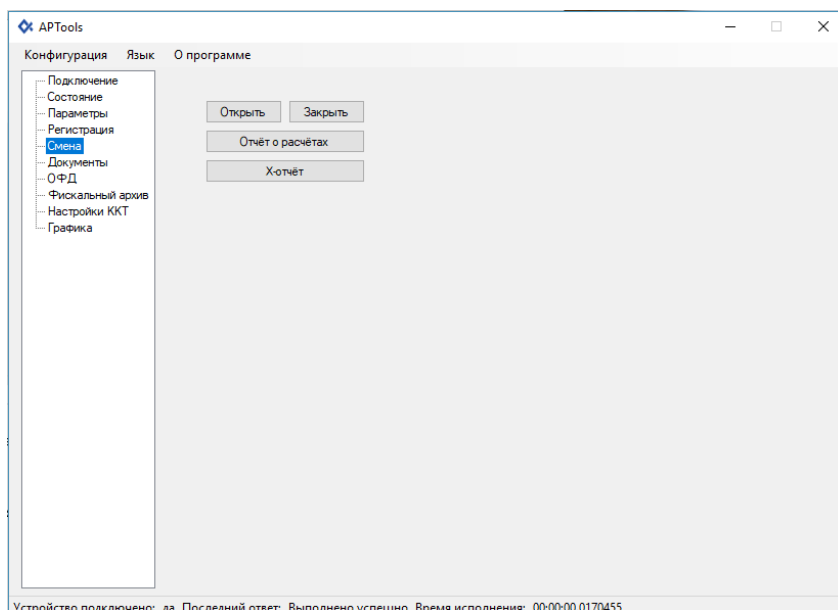 APTools
Конфигурация Язык О программе
Подключение
Состояние
Параметры
Регистрация
Смена
Документы
ОФД
Фискальный архив
Настройки ККТ
Графика
Открыть Закрыть
Отчёт о расчётах
X-отчёт
Устройство подключено: да Последний ответ: Выполнено успешно Время исполнения: 00:00:00.0170455